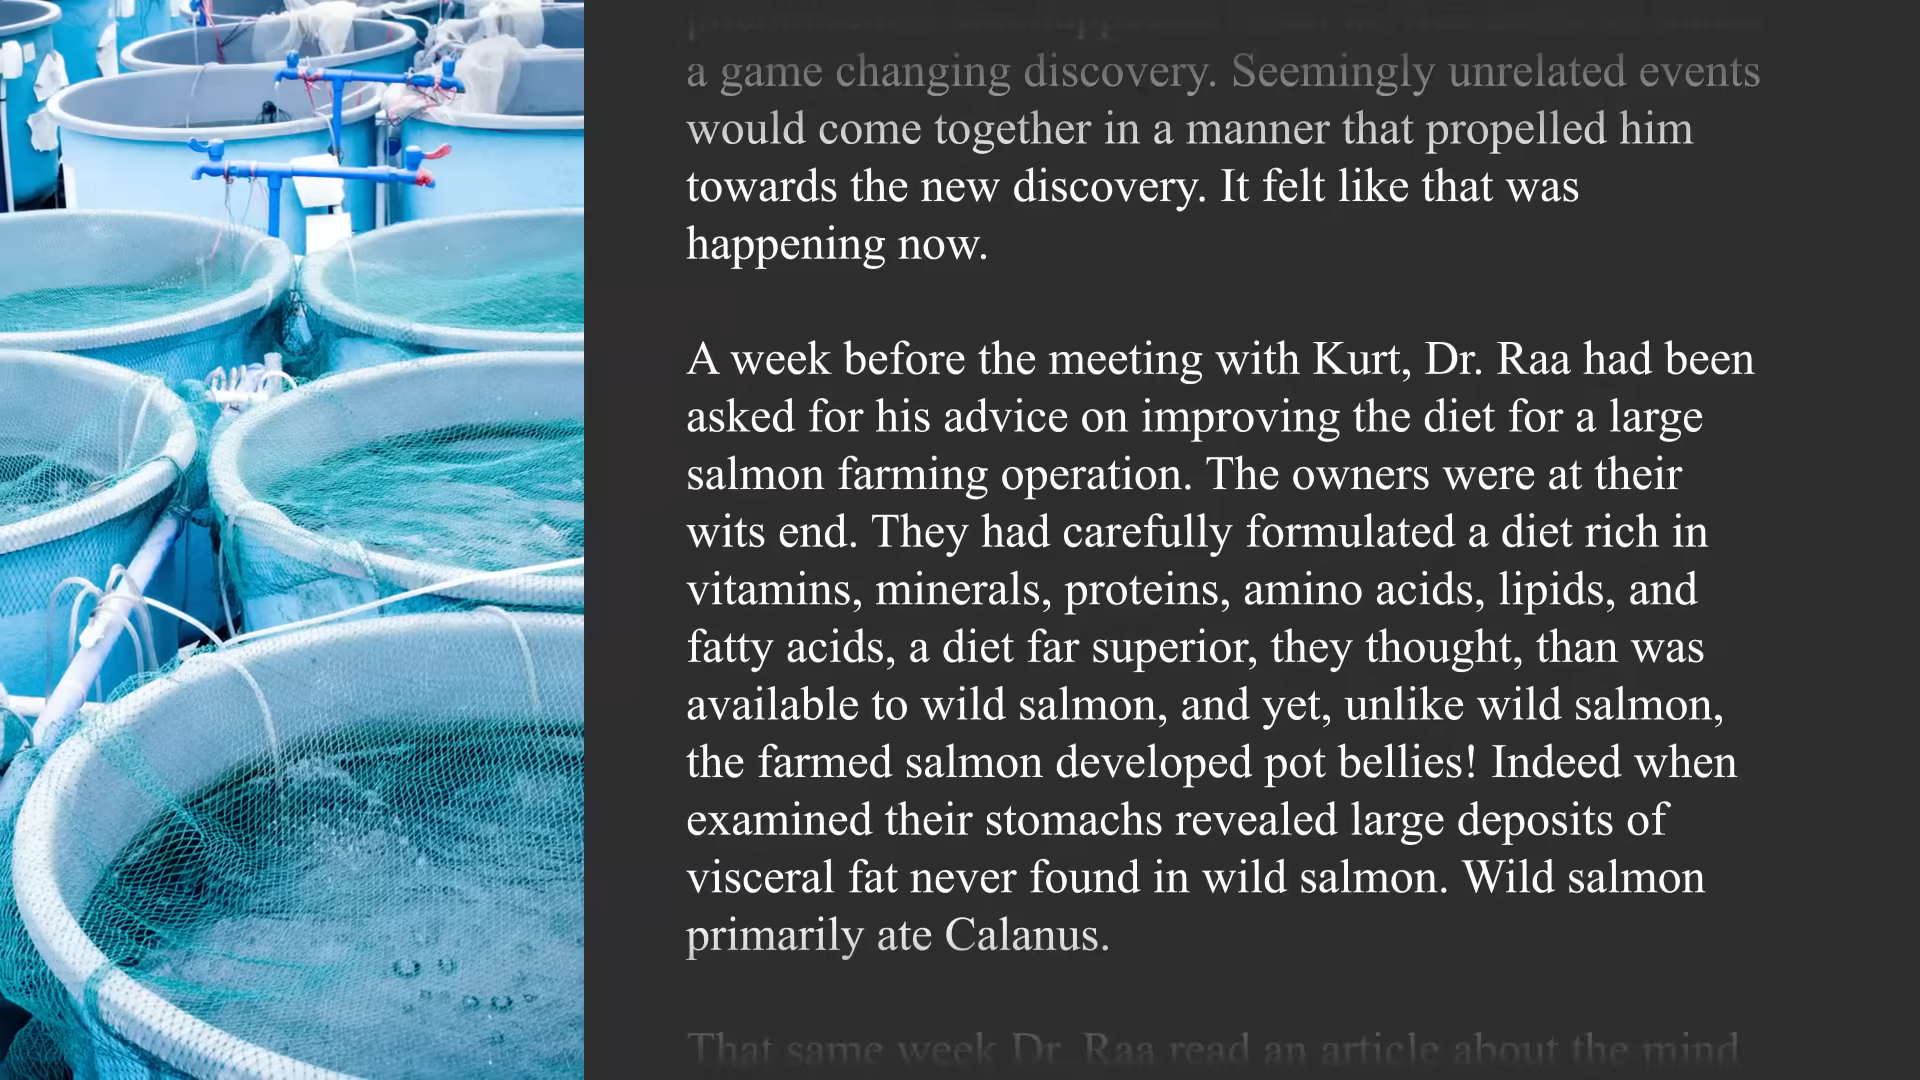 a game changing discovery. Seemingly unrelated events
would come together in a manner that propelled him
towards the new discovery. It felt like that was
happening now.
A week before the meeting with Kurt, Dr. Raa had been
asked for his advice on improving the diet for a large
salmon farming operation. The owners were at their
wits end. They had carefully formulated a diet rich in
vitamins, minerals, proteins, amino acids, lipids, and
fatty acids, a diet far superior, they thought, than was
available to wild salmon, and yet, unlike wild salmon,
the farmed salmon developed pot bellies! Indeed when
examined their stomachs revealed large deposits of
visceral fat never found in wild salmon. Wild salmon
primarily ate Calanus.
That same week Dr. Raa read an article about the mind